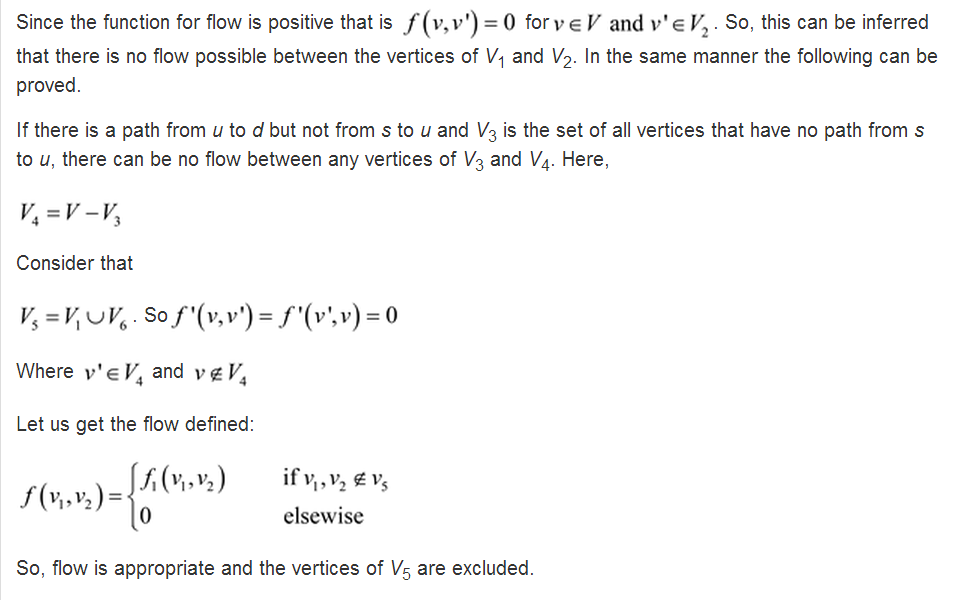 Since the function for flow is positive that is f(v,v')=0 for v∈V and v'∈V₂. So, this can be inferred
that there is no flow possible between the vertices of V₁ and V₂. In the same manner the following can be
proved.
If there is a path from u to d but not from s to u and V₃ is the set of all vertices that have no path from s
to u, there can be no flow between any vertices of V₃ and V₄. Here,
V₄ = V − V₃
Consider that
V₅ = V₁ ∪ V₆. So f'(v,v') = f'(v',v) = 0
Where v'∈V₄ and v∉V₄
Let us get the flow defined:
f(v₁,v₂) = { f₁(v₁,v₂) if v₁,v₂ ∉ v₅
0 elsewise
So, flow is appropriate and the vertices of V₅ are excluded.